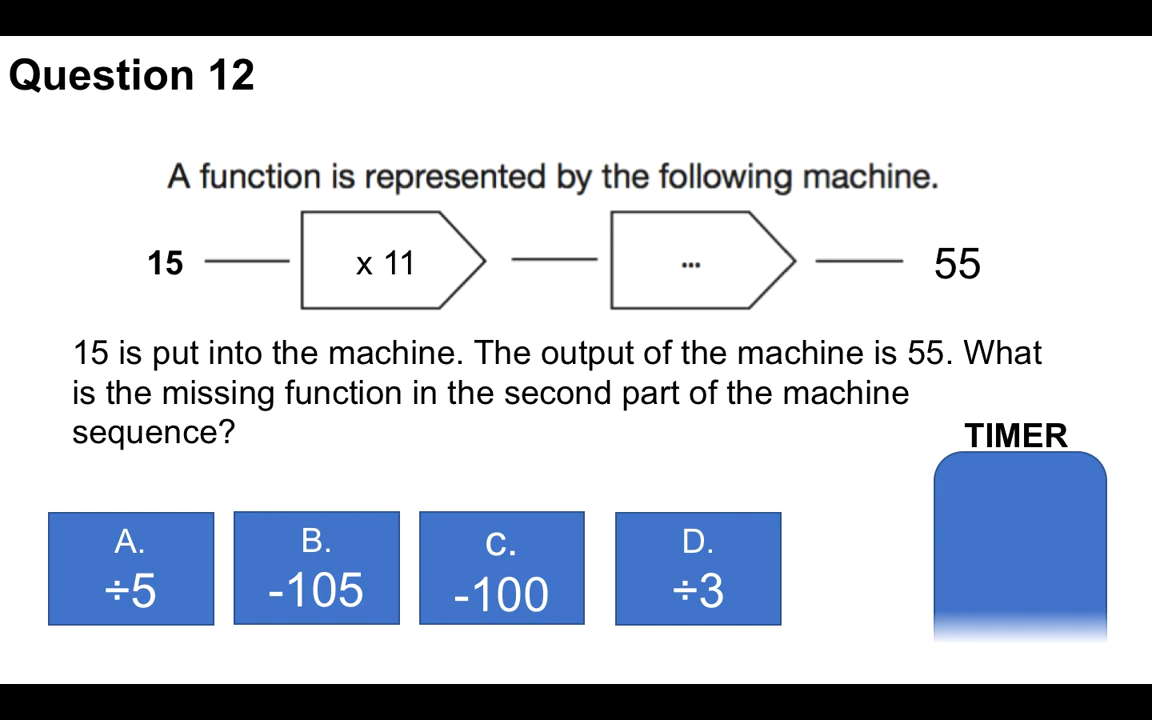 Question 12
A function is represented by the following machine.
15
x 11
...
55
15 is put into the machine. The output of the machine is 55. What
is the missing function in the second part of the machine
sequence?
TIMER
A.
÷5
B.
-105
C.
-100
D.
÷3